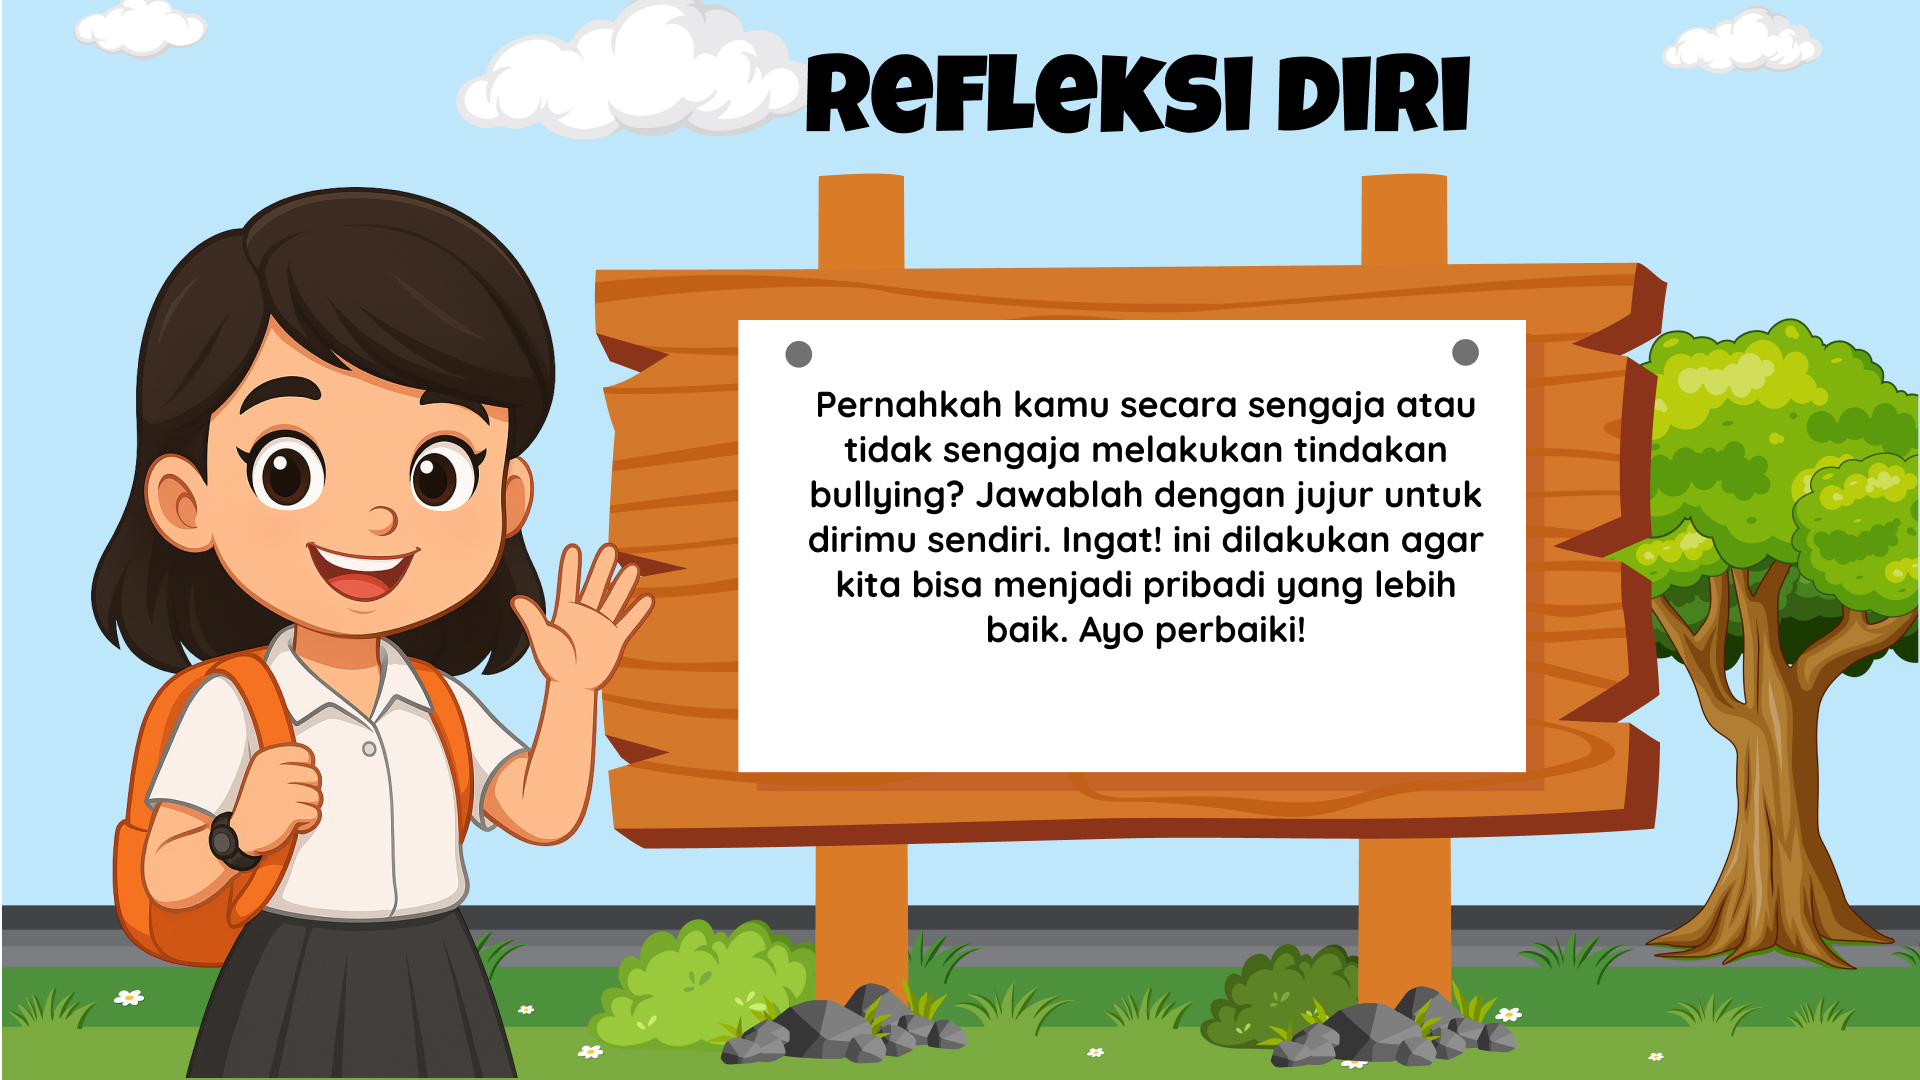 REFLEKSI DIRI
Pernahkah kamu secara sengaja atau
tidak sengaja melakukan tindakan
bullying? Jawablah dengan jujur untuk
dirimu sendiri. Ingat! ini dilakukan agar
kita bisa menjadi pribadi yang lebih
baik. Ayo perbaiki!